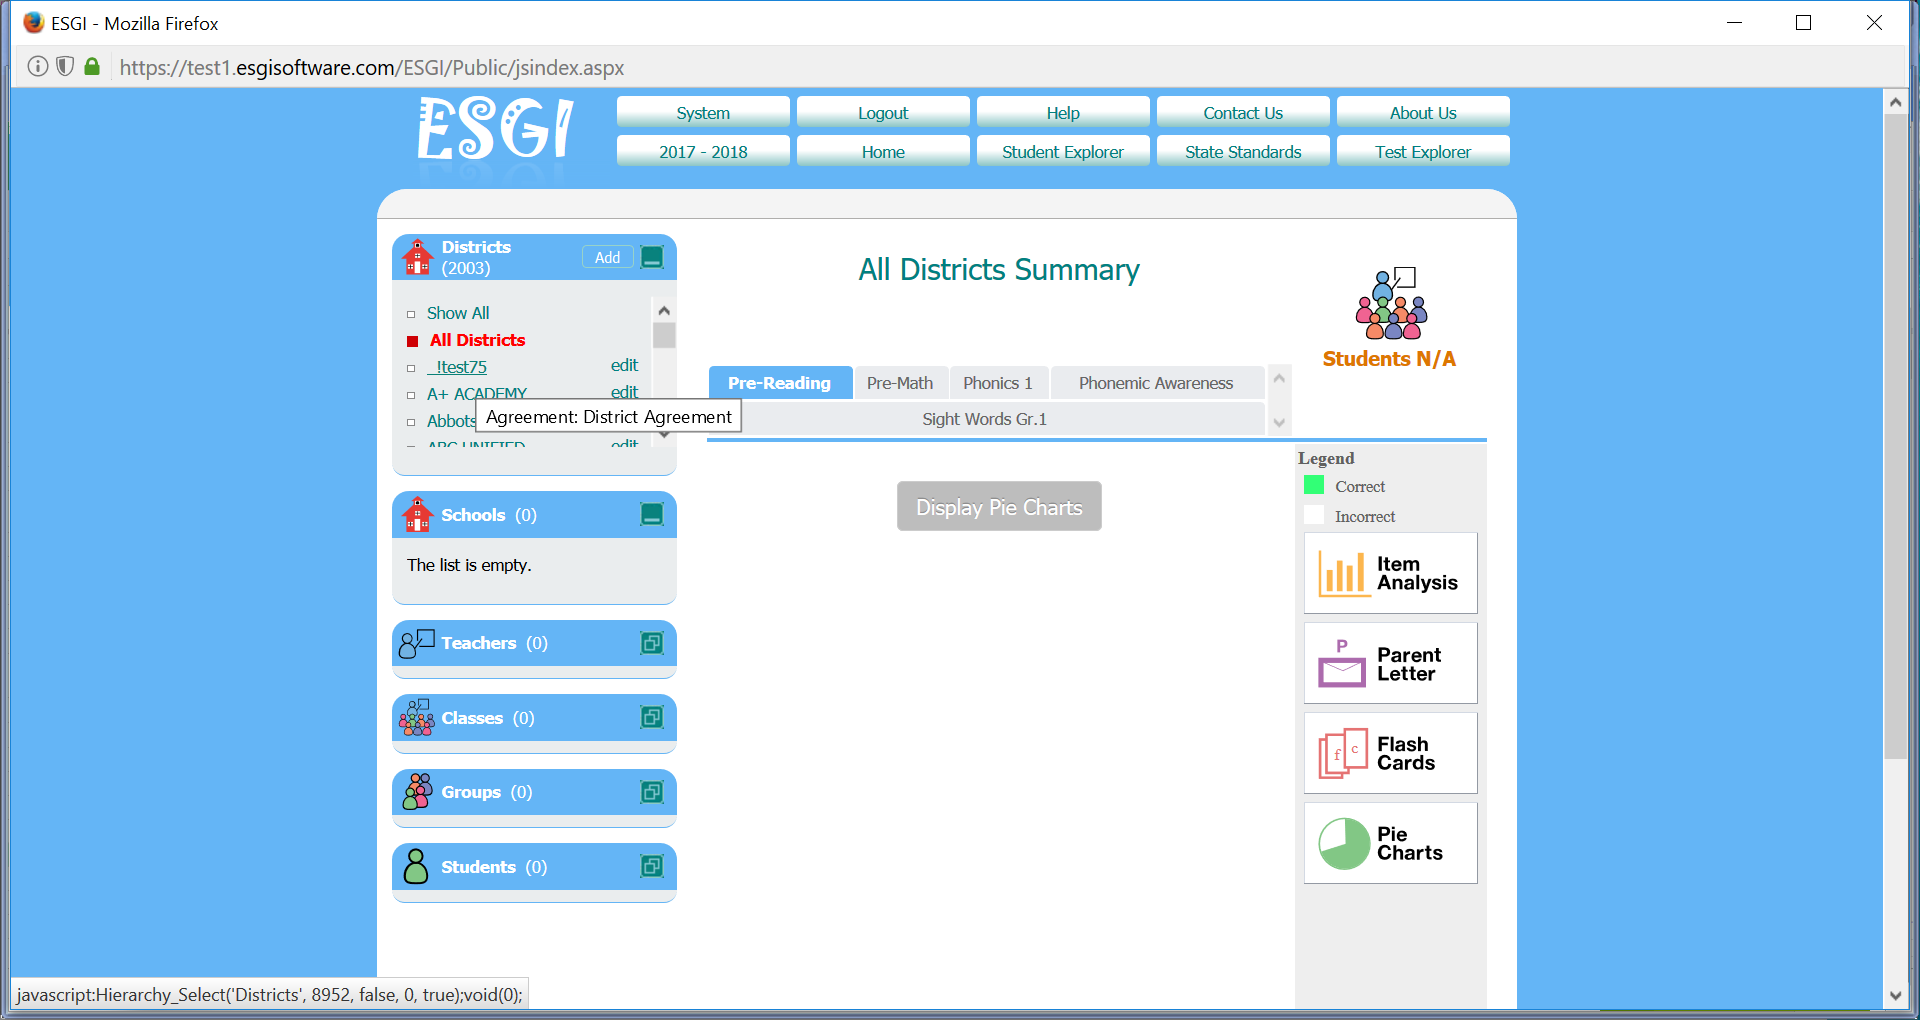 ESGI - Mozilla Firefox
https://test1.esgisoftware.com/ESGI/Public/jsindex.aspx
ESGI
System
Logout
Help
Contact Us
About Us
2017 - 2018
Home
Student Explorer
State Standards
Test Explorer
Districts
(2003)
Add
Show All
All Districts
_!test75
edit
A+ ACADEMY
edit
Abbots
Agreement: District Agreement
ABC UNIFIED
edit
Schools (0)
The list is empty.
Teachers (0)
Classes (0)
Groups (0)
Students (0)
All Districts Summary
Students N/A
Pre-Reading
Pre-Math
Phonics 1
Phonemic Awareness
Sight Words Gr.1
Display Pie Charts
Legend
Correct
Incorrect
Item
Analysis
P
Parent
Letter
f c
Flash
Cards
Pie
Charts
javascript:Hierarchy_Select('Districts', 8952, false, 0, true);void(0);